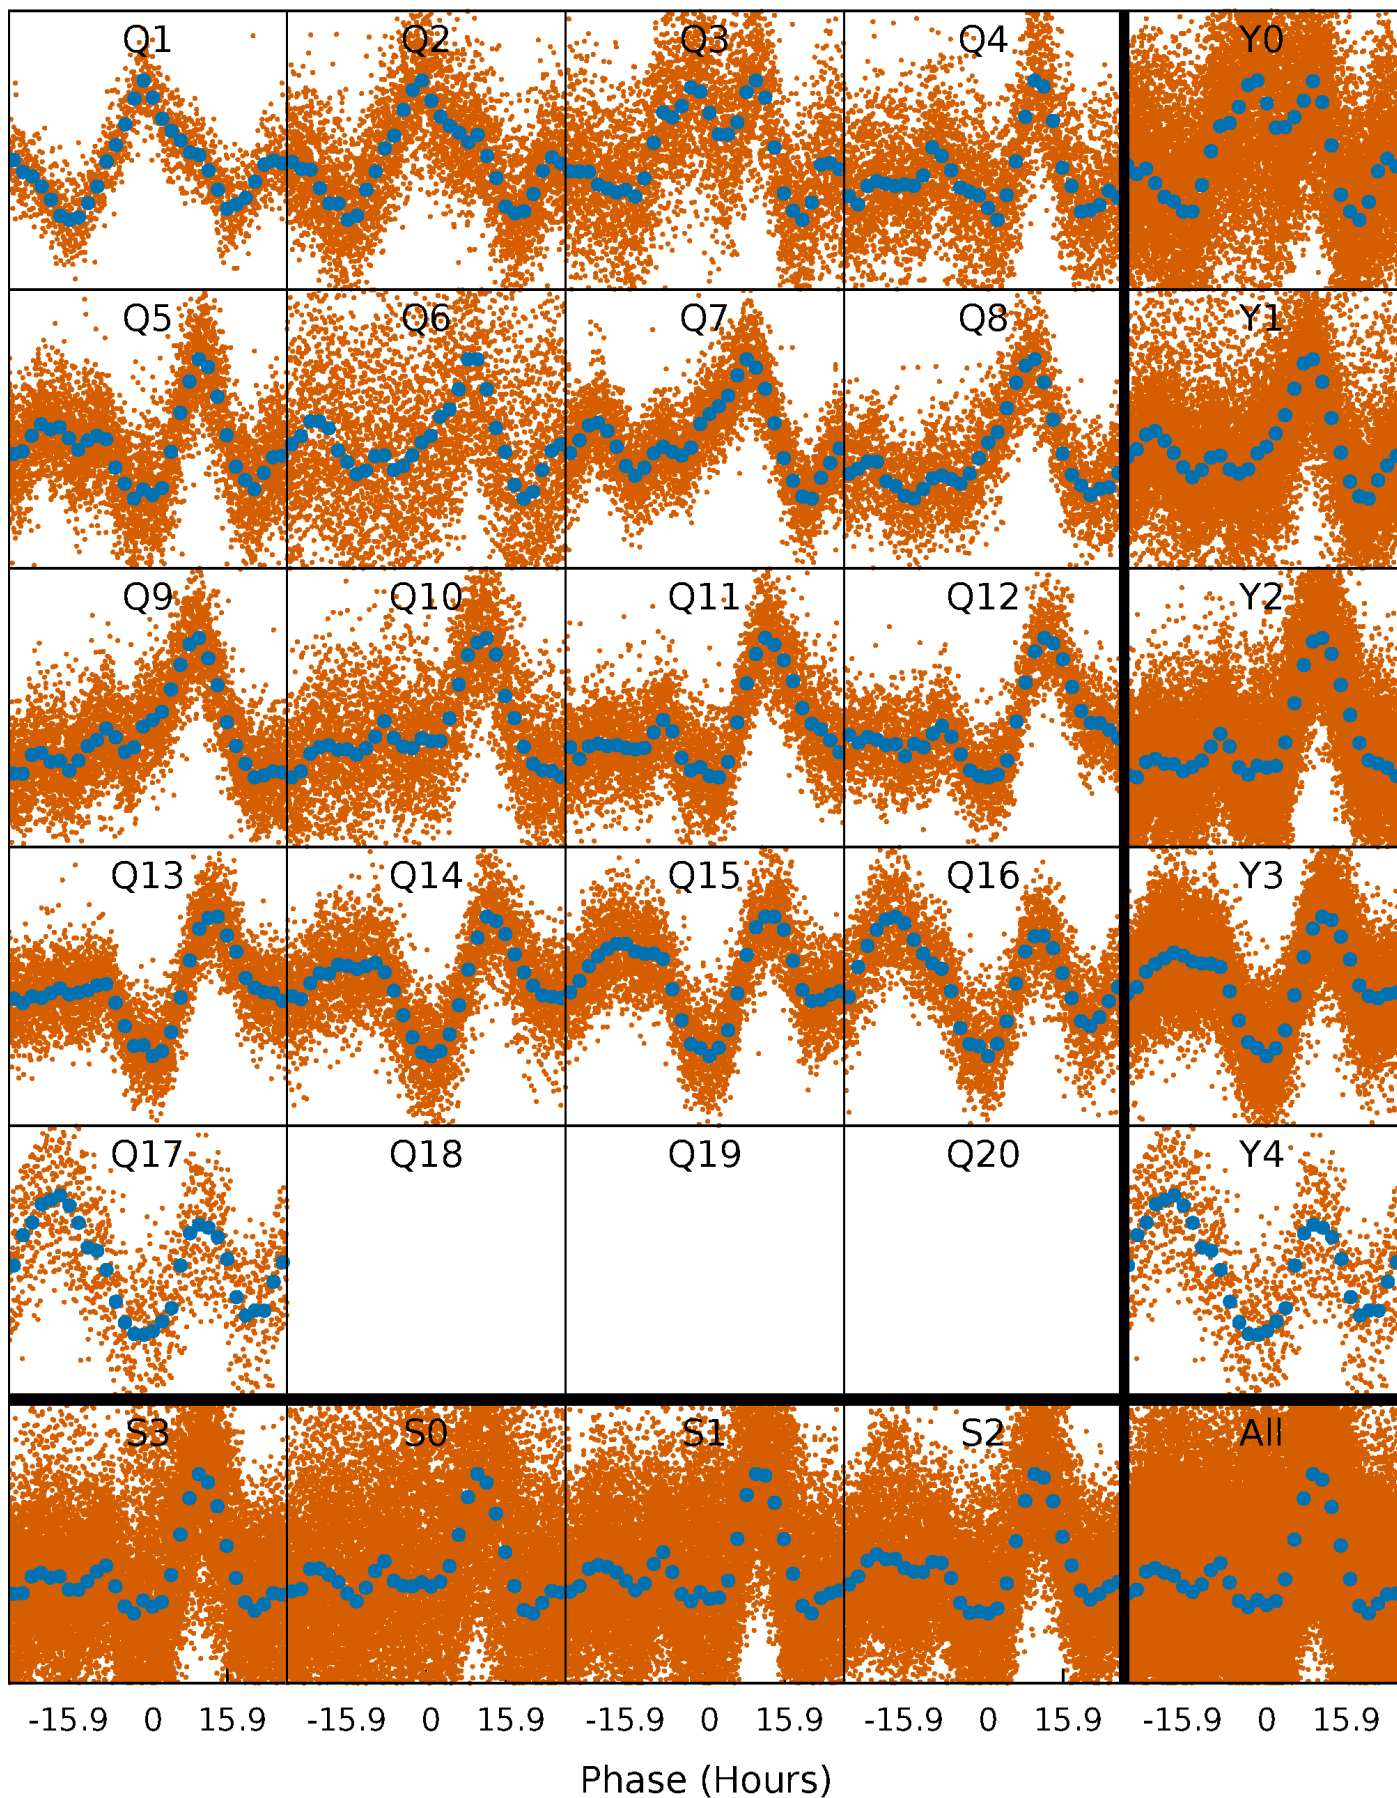 Q1 Q2 Q3 Q4 Y0
Q5 Q6 Q7 Q8 Y1
Q9 Q10 Q11 Q12 Y2
Q13 Q14 Q15 Q16 Y3
Q17 Q18 Q19 Q20 Y4
S3 S0 S1 S2 All
-15.9 0 15.9 -15.9 0 15.9 -15.9 0 15.9 -15.9 0 15.9 -15.9 0 15.9
Phase (Hours)